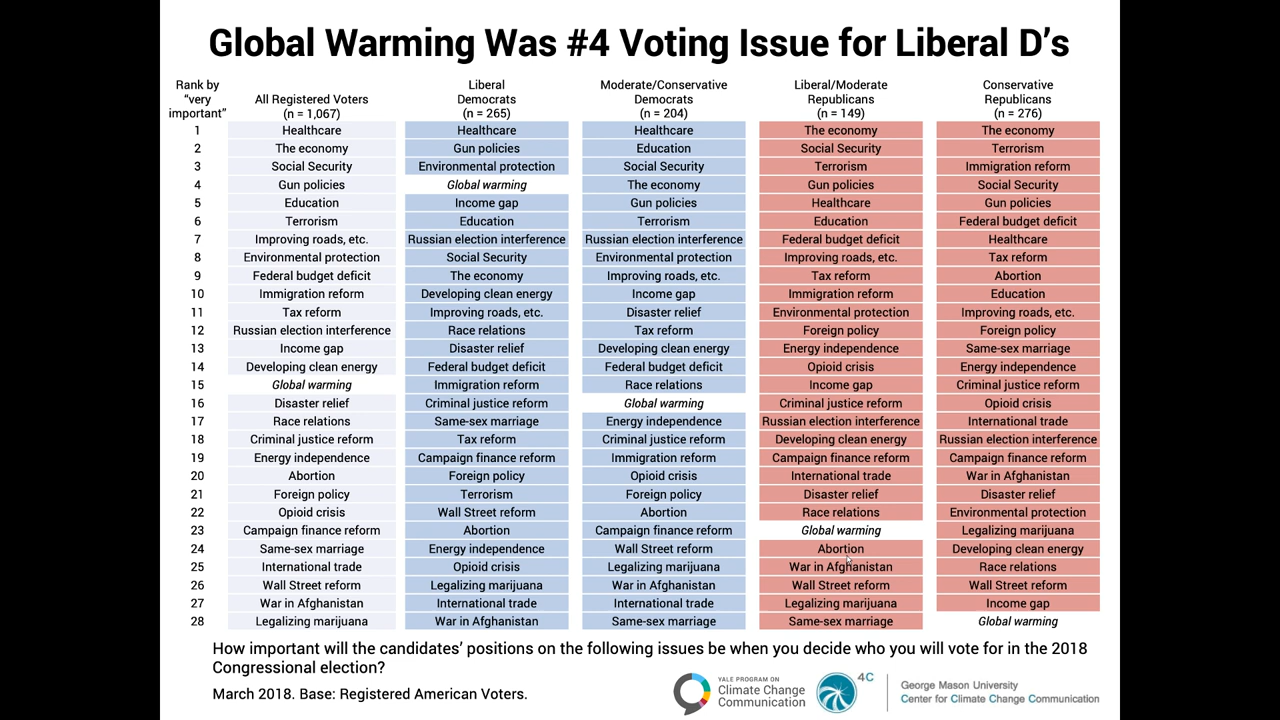 Global Warming Was #4 Voting Issue for Liberal D's
Rank by "very important" All Registered Voters (n = 1,067) Liberal Democrats (n = 265) Moderate/Conservative Democrats (n = 204) Liberal/Moderate Republicans (n = 149) Conservative Republicans (n = 276)
1 Healthcare Healthcare Healthcare The economy The economy
2 The economy Gun policies Education Social Security Terrorism
3 Social Security Environmental protection Social Security Terrorism Immigration reform
4 Gun policies Global warming The economy Gun policies Social Security
5 Education Income gap Gun policies Healthcare Gun policies
6 Terrorism Education Terrorism Education Federal budget deficit
7 Improving roads, etc. Russian election interference Russian election interference Federal budget deficit Healthcare
8 Environmental protection Social Security Environmental protection Improving roads, etc. Tax reform
9 Federal budget deficit The economy Improving roads, etc. Tax reform Abortion
10 Immigration reform Developing clean energy Income gap Immigration reform Education
11 Tax reform Improving roads, etc. Disaster relief Environmental protection Improving roads, etc.
12 Russian election interference Race relations Tax reform Foreign policy Foreign policy
13 Income gap Disaster relief Developing clean energy Energy independence Same-sex marriage
14 Developing clean energy Federal budget deficit Federal budget deficit Opioid crisis Energy independence
15 Global warming Immigration reform Race relations Income gap Criminal justice reform
16 Disaster relief Criminal justice reform Global warming Criminal justice reform Opioid crisis
17 Race relations Same-sex marriage Energy independence Russian election interference International trade
18 Criminal justice reform Tax reform Criminal justice reform Developing clean energy Russian election interference
19 Energy independence Campaign finance reform Immigration reform Campaign finance reform Campaign finance reform
20 Abortion Foreign policy Opioid crisis International trade War in Afghanistan
21 Foreign policy Terrorism Foreign policy Disaster relief Disaster relief
22 Opioid crisis Wall Street reform Abortion Race relations Environmental protection
23 Campaign finance reform Abortion Campaign finance reform Global warming Legalizing marijuana
24 Same-sex marriage Energy independence Wall Street reform Abortion Developing clean energy
25 International trade Opioid crisis Legalizing marijuana War in Afghanistan Race relations
26 Wall Street reform Legalizing marijuana War in Afghanistan Wall Street reform Wall Street reform
27 War in Afghanistan International trade International trade Legalizing marijuana Income gap
28 Legalizing marijuana War in Afghanistan Same-sex marriage Same-sex marriage Global warming
How important will the candidates' positions on the following issues be when you decide who you will vote for in the 2018
Congressional election?
March 2018. Base: Registered American Voters.
YALE PROGRAM ON
Climate Change
Communication
4C
George Mason University
Center for Climate Change Communication